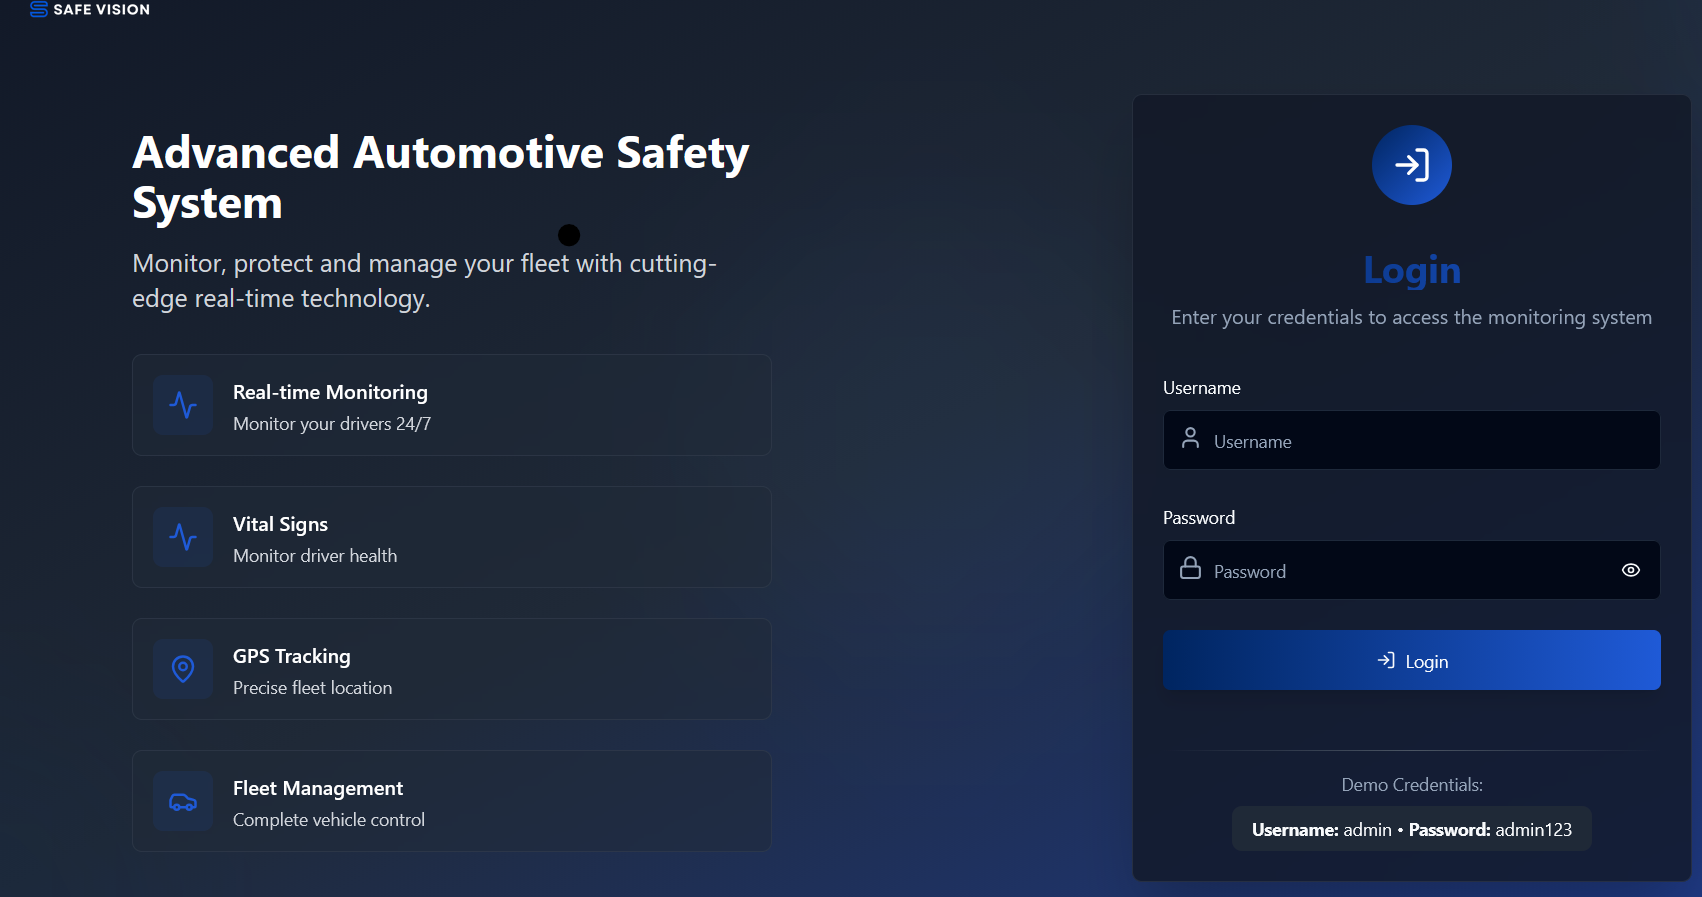 SAFE VISION
Advanced Automotive Safety
System
Monitor, protect and manage your fleet with cutting-
edge real-time technology.
Real-time Monitoring
Monitor your drivers 24/7
Vital Signs
Monitor driver health
GPS Tracking
Precise fleet location
Fleet Management
Complete vehicle control
Login
Enter your credentials to access the monitoring system
Username
Username
Password
Password
Login
Demo Credentials:
Username: admin • Password: admin123